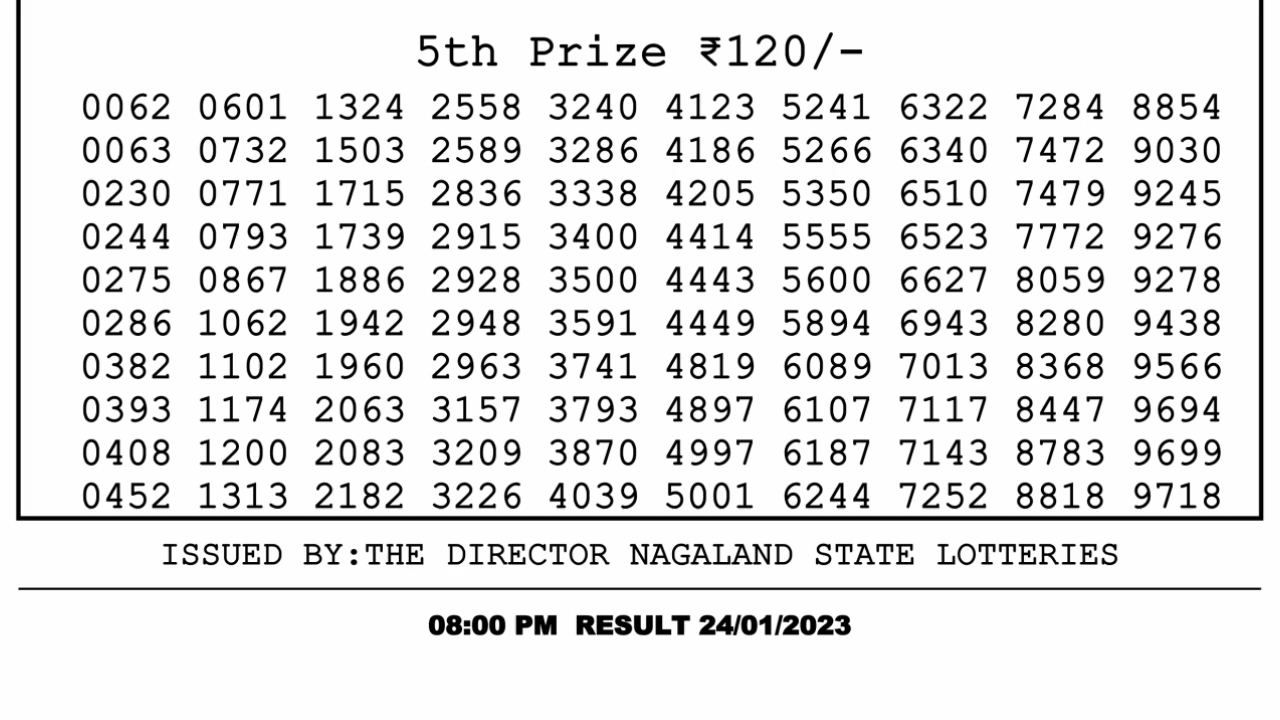 5th Prize ₹120/-
0062 0601 1324 2558 3240 4123 5241 6322 7284 8854
0063 0732 1503 2589 3286 4186 5266 6340 7472 9030
0230 0771 1715 2836 3338 4205 5350 6510 7479 9245
0244 0793 1739 2915 3400 4414 5555 6523 7772 9276
0275 0867 1886 2928 3500 4443 5600 6627 8059 9278
0286 1062 1942 2948 3591 4449 5894 6943 8280 9438
0382 1102 1960 2963 3741 4819 6089 7013 8368 9566
0393 1174 2063 3157 3793 4897 6107 7117 8447 9694
0408 1200 2083 3209 3870 4997 6187 7143 8783 9699
0452 1313 2182 3226 4039 5001 6244 7252 8818 9718
ISSUED BY:THE DIRECTOR NAGALAND STATE LOTTERIES
08:00 PM RESULT 24/01/2023